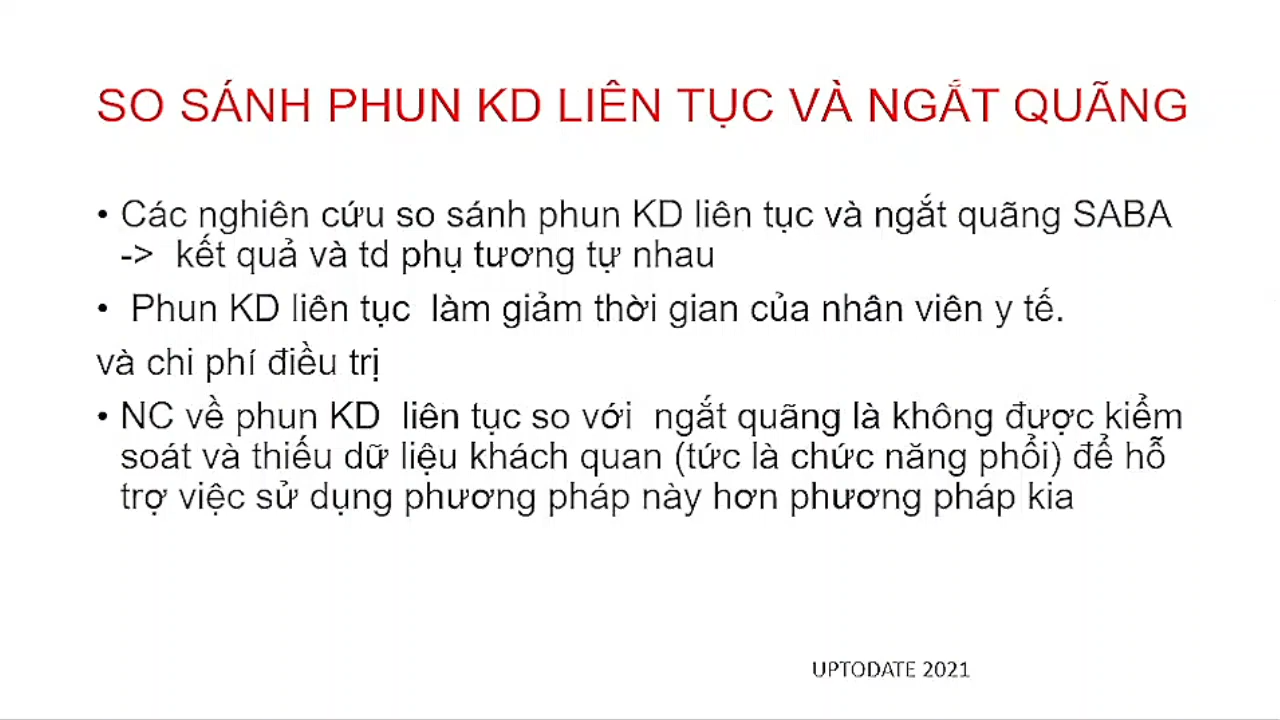 SO SÁNH PHUN KD LIÊN TỤC VÀ NGẮT QUÃNG
• Các nghiên cứu so sánh phun KD liên tục và ngắt quãng SABA
-> kết quả và td phụ tương tự nhau
• Phun KD liên tục làm giảm thời gian của nhân viên y tế.
và chi phí điều trị
• NC về phun KD liên tục so với ngắt quãng là không được kiểm
soát và thiếu dữ liệu khách quan (tức là chức năng phổi) để hỗ
trợ việc sử dụng phương pháp này hơn phương pháp kia
UPTODATE 2021